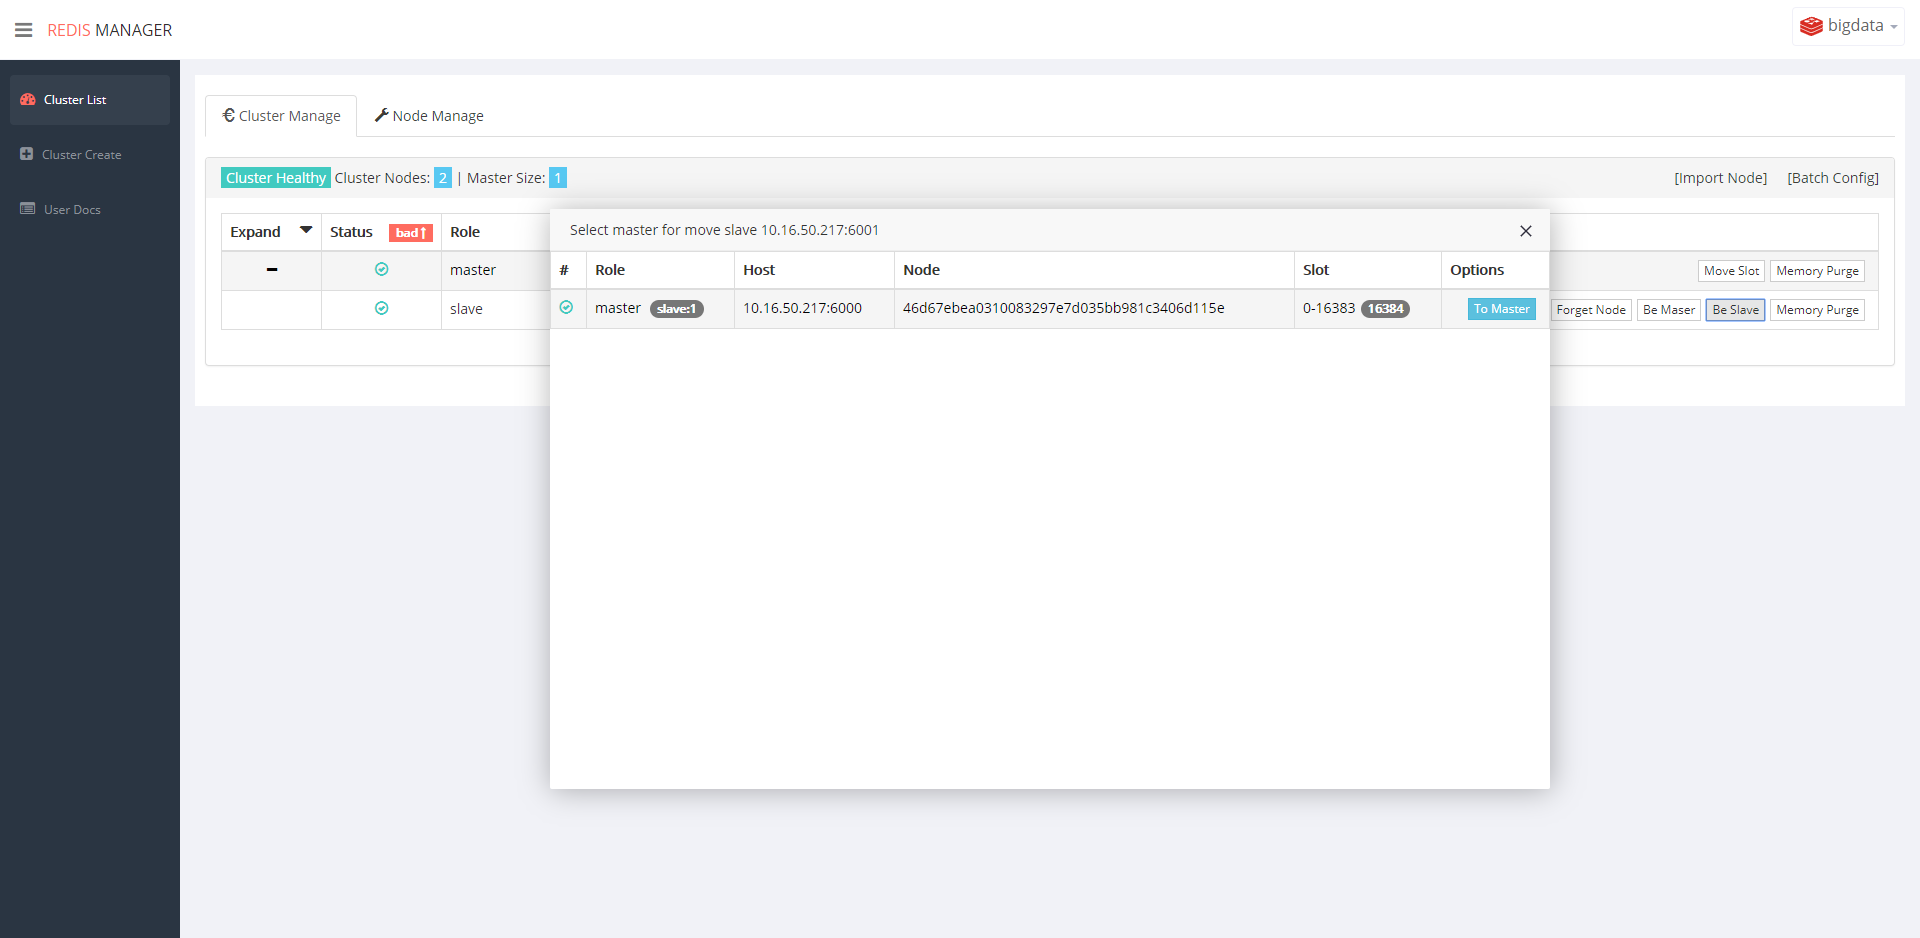 REDIS MANAGER
bigdata
Cluster List
Cluster Create
User Docs
Cluster Manage
Node Manage
Cluster Healthy Cluster Nodes: 2 | Master Size: 1
[Import Node] [Batch Config]
Expand Status bad Role
master Move Slot Memory Purge
slave Forget Node Be Maser Be Slave Memory Purge
Select master for move slave 10.16.50.217:6001
# Role Host Node Slot Options
master slave:1 10.16.50.217:6000 46d67ebea0310083297e7d035bb981c3406d115e 0-16383 16384 To Master